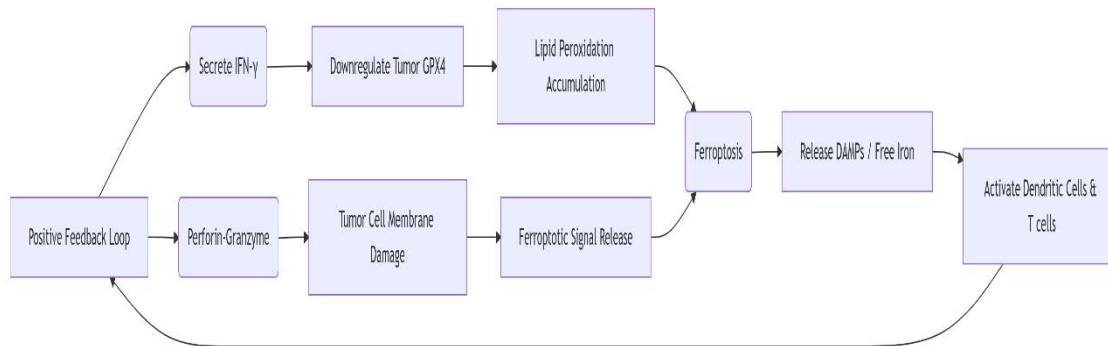 Secrete IFN-γ
Downregulate Tumor GPX4
Lipid Peroxidation
Accumulation
Ferroptosis
Release DAMPs / Free Iron
Activate Dendritic Cells &
T cells
Positive Feedback Loop
Perforin-Granzyme
Tumor Cell Membrane
Damage
Ferroptotic Signal Release